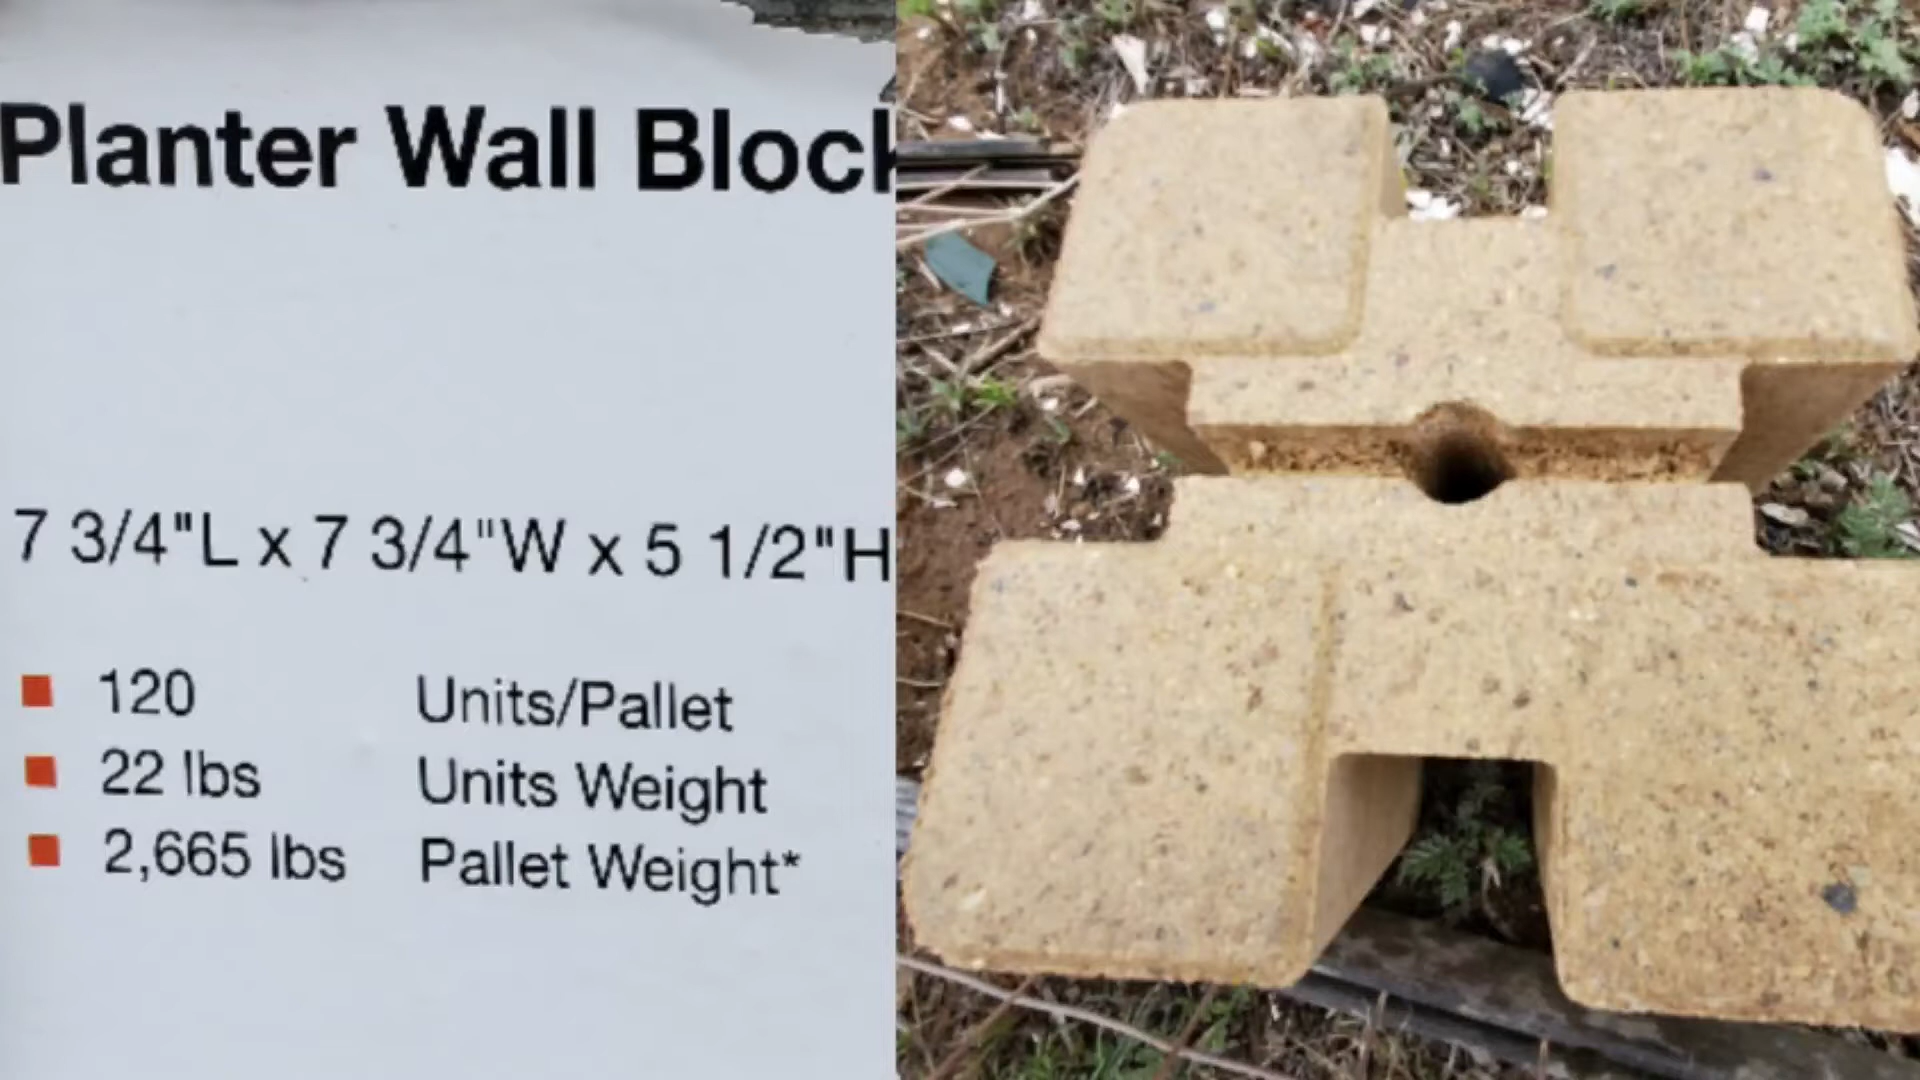 Planter Wall Block
7 3/4"L x 7 3/4"W x 5 1/2"H
120 Units/Pallet
22 lbs Units Weight
2,665 lbs Pallet Weight*